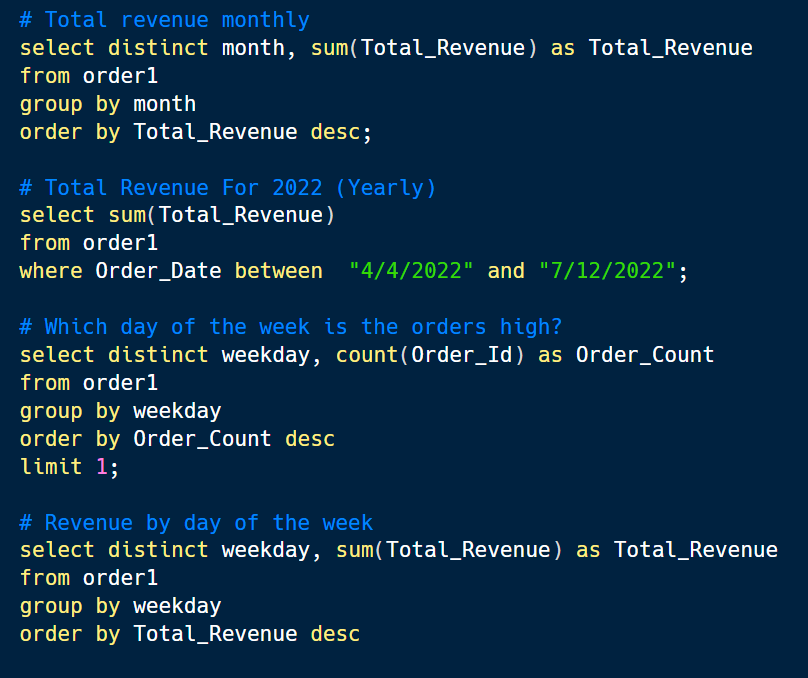 # Total revenue monthly
select distinct month, sum(Total_Revenue) as Total_Revenue
from order1
group by month
order by Total_Revenue desc;
# Total Revenue For 2022 (Yearly)
select sum(Total_Revenue)
from order1
where Order_Date between  "4/4/2022" and "7/12/2022";
# Which day of the week is the orders high?
select distinct weekday, count(Order_Id) as Order_Count
from order1
group by weekday
order by Order_Count desc
limit 1;
# Revenue by day of the week
select distinct weekday, sum(Total_Revenue) as Total_Revenue
from order1
group by weekday
order by Total_Revenue desc